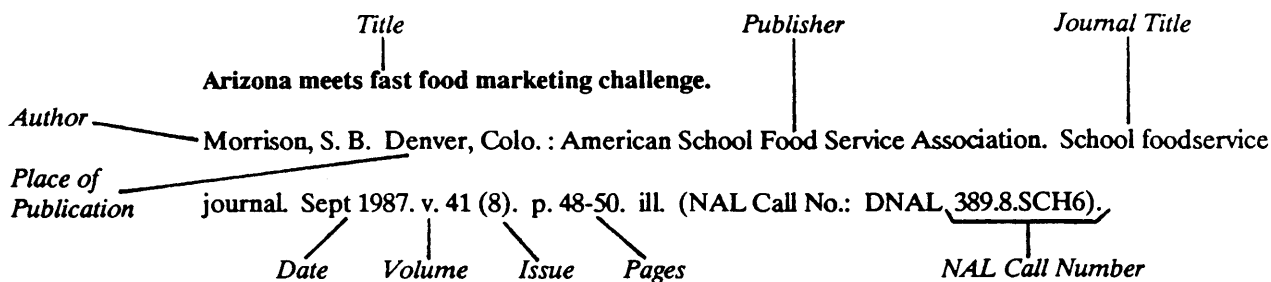 Title Publisher Journal Title
Arizona meets fast food marketing challenge.
Author
Morrison, S. B. Denver, Colo. : American School Food Service Association. School foodservice
Place of
Publication
journal. Sept 1987. v. 41 (8). p. 48-50. ill. (NAL Call No.: DNAL 389.8.SCH6).
Date Volume Issue Pages NAL Call Number